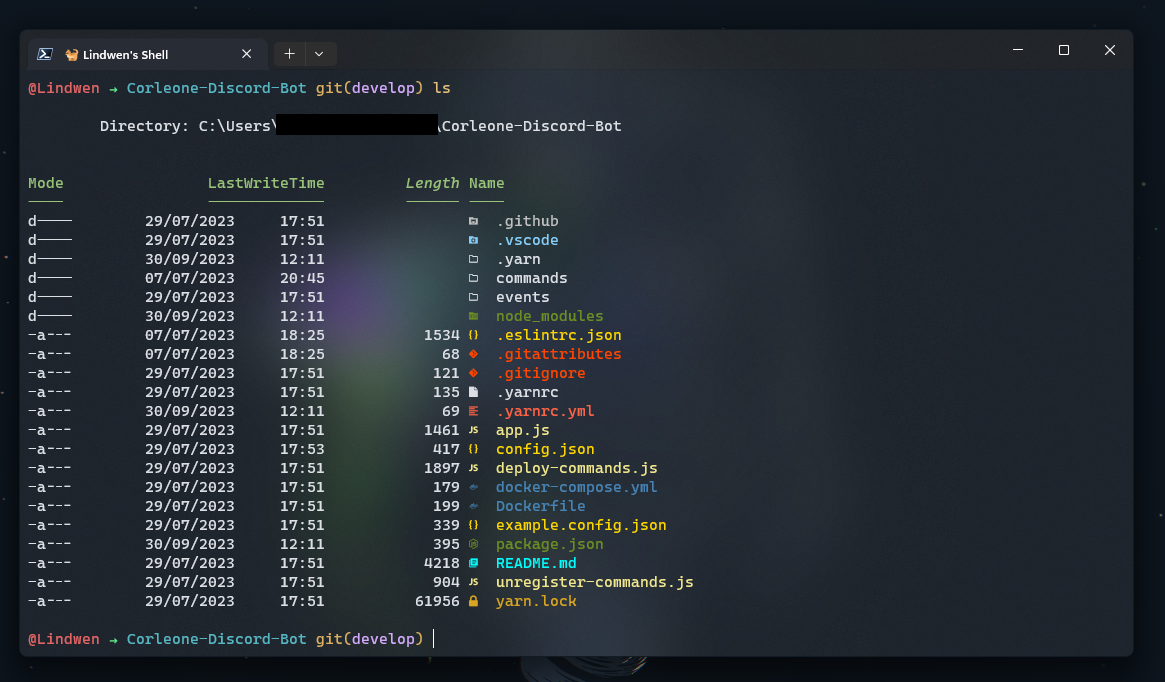 Lindwen's Shell
@Lindwen → Corleone-Discord-Bot git(develop) ls
Directory: C:\Users\ \Corleone-Discord-Bot
Mode LastWriteTime Length Name
d---- 29/07/2023 17:51 .github
d---- 29/07/2023 17:51 .vscode
d---- 30/09/2023 12:11 .yarn
d---- 07/07/2023 20:45 commands
d---- 29/07/2023 17:51 events
d---- 30/09/2023 12:11 node_modules
-a--- 07/07/2023 18:25 1534 .eslintrc.json
-a--- 07/07/2023 18:25 68 .gitattributes
-a--- 29/07/2023 17:51 121 .gitignore
-a--- 29/07/2023 17:51 135 .yarnrc
-a--- 30/09/2023 12:11 69 .yarnrc.yml
-a--- 29/07/2023 17:51 1461 app.js
-a--- 29/07/2023 17:53 417 config.json
-a--- 29/07/2023 17:51 1897 deploy-commands.js
-a--- 29/07/2023 17:51 179 docker-compose.yml
-a--- 29/07/2023 17:51 199 Dockerfile
-a--- 29/07/2023 17:51 339 example.config.json
-a--- 30/09/2023 12:11 395 package.json
-a--- 29/07/2023 17:51 4218 README.md
-a--- 29/07/2023 17:51 904 unregister-commands.js
-a--- 29/07/2023 17:51 61956 yarn.lock
@Lindwen → Corleone-Discord-Bot git(develop)